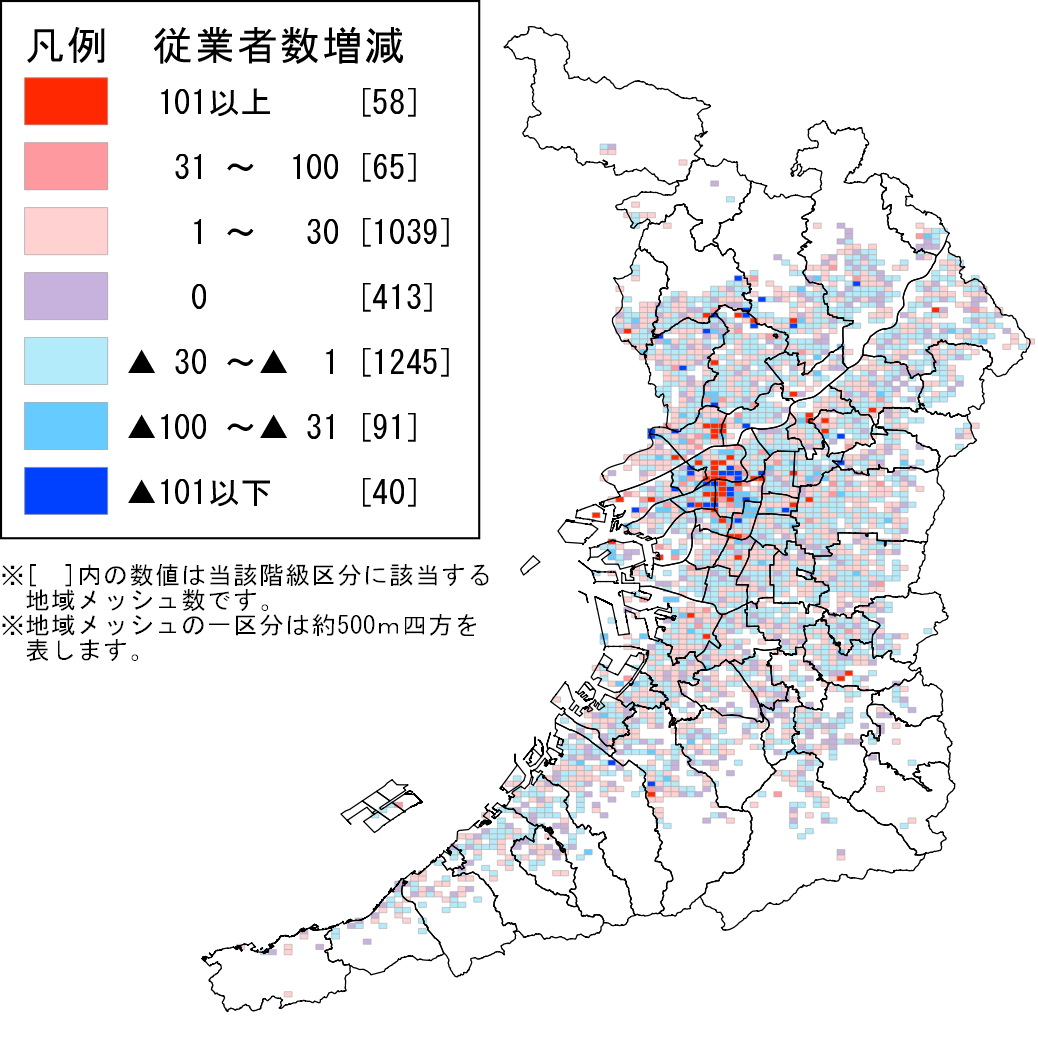 凡例 従業者数増減
101以上 [58]
31 ～ 100 [65]
1 ～ 30 [1039]
0 [413]
▲ 30 ～▲ 1 [1245]
▲100 ～▲ 31 [91]
▲101以下 [40]
※[ ]内の数値は当該階級区分に該当する
地域メッシュ数です。
※地域メッシュの一区分は約500m四方を
表します。